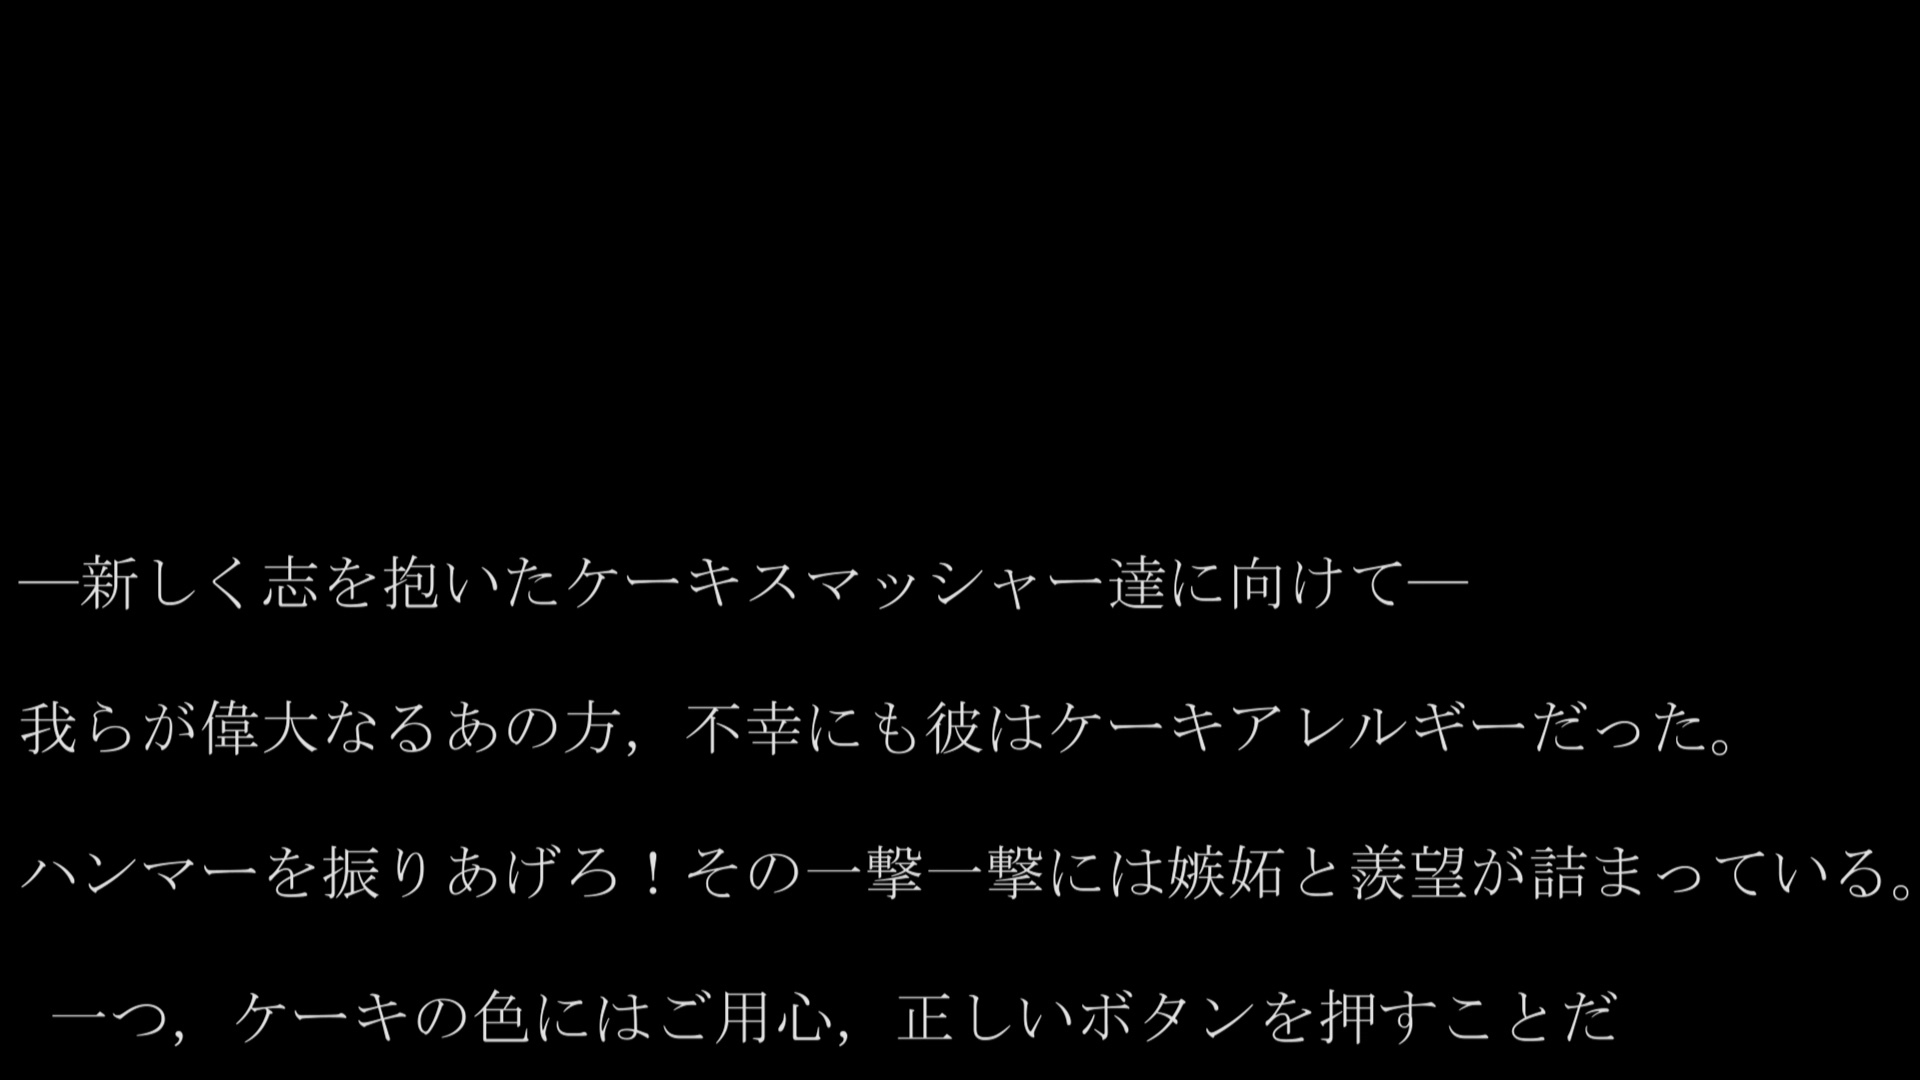 ―新しく志を抱いたケーキスマッシャー達に向けて―
我らが偉大なるあの方，不幸にも彼はケーキアレルギーだった。
ハンマーを振りあげろ！その一撃一撃には嫉妬と羨望が詰まっている。
一つ，ケーキの色にはご用心，正しいボタンを押すことだ